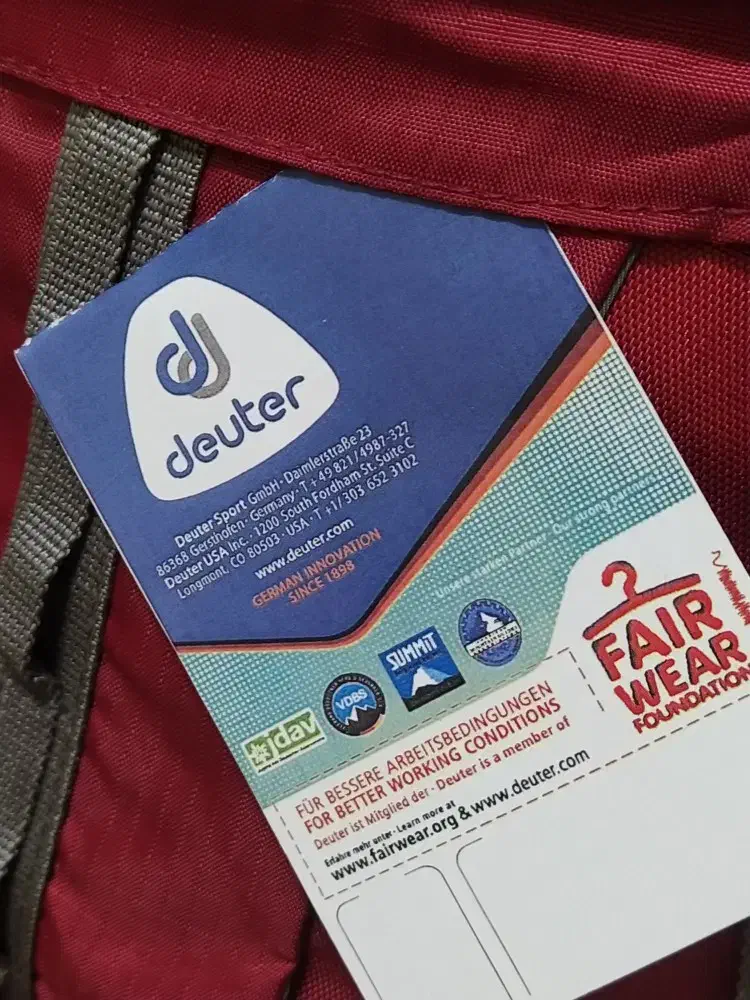 deuter
Deuter Sport GmbH · Daimlerstraße 23
86368 Gersthofen · Germany · T +49 821/4987-327
Deuter USA Inc. · 1200 South Fordham St. Suite C
Longmont, CO 80503 · USA · T +1/ 303 652 3102
www.deuter.com
GERMAN INNOVATION
SINCE 1898
Unsere starken Partner · Our strong partners
jdav
VDBS
SUMMIT
FAIR
WEAR
FOUNDATION
FÜR BESSERE ARBEITSBEDINGUNGEN
FOR BETTER WORKING CONDITIONS
Deuter ist Mitglied der · Deuter is a member of
Erfahre mehr unter · Learn more at
www.fairwear.org & www.deuter.com